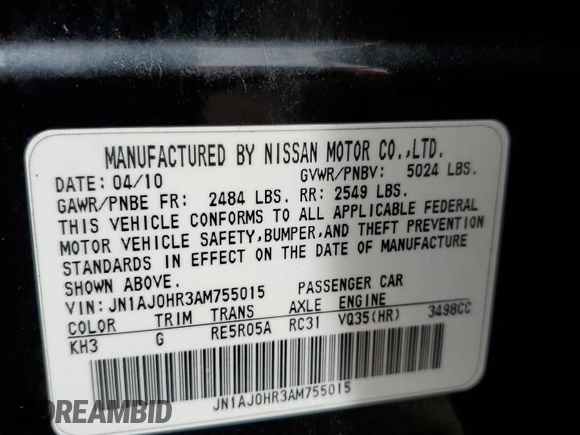 MANUFACTURED BY NISSAN MOTOR CO.,LTD.
DATE: 04/10 GVWR/PNBV: 5024 LBS.
GAWR/PNBE FR: 2484 LBS. RR: 2549 LBS.
THIS VEHICLE CONFORMS TO ALL APPLICABLE FEDERAL
MOTOR VEHICLE SAFETY,BUMPER,AND THEFT PREVENTION
STANDARDS IN EFFECT ON THE DATE OF MANUFACTURE
SHOWN ABOVE.
VIN: JN1AJ0HR3AM755015 PASSENGER CAR
COLOR TRIM TRANS AXLE ENGINE
KH3 G RE5R05A RC31 VQ35(HR) 3498CC
JN1AJ0HR3AM755015
DREAMBID